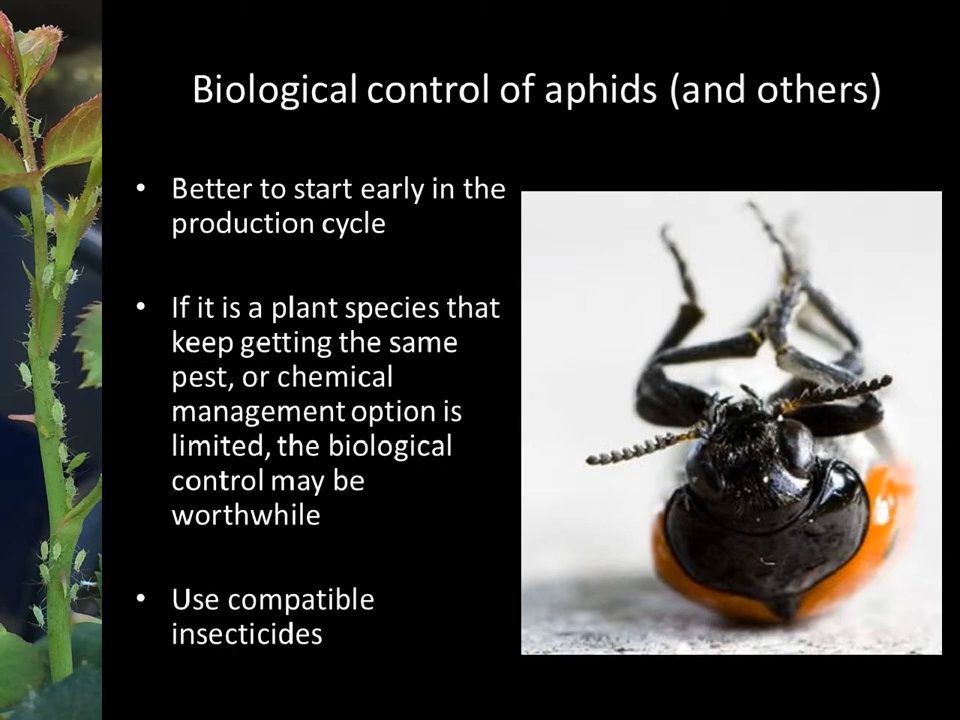 Biological control of aphids (and others)
• Better to start early in the
production cycle
• If it is a plant species that
keep getting the same
pest, or chemical
management option is
limited, the biological
control may be
worthwhile
• Use compatible
insecticides